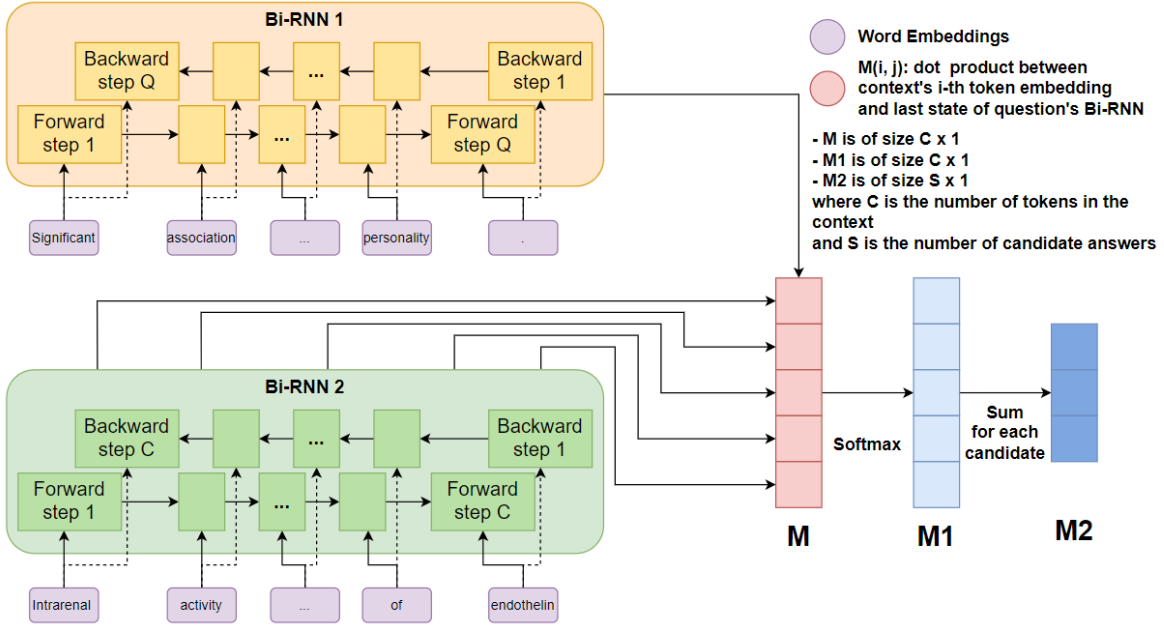 Bi-RNN 1
Backward
step Q
...
Backward
step 1
Forward
step 1
...
Forward
step Q
Significant
association
...
personality
.
Word Embeddings
M(i, j): dot product between
context's i-th token embedding
and last state of question's Bi-RNN
- M is of size C x 1
- M1 is of size C x 1
- M2 is of size S x 1
where C is the number of tokens in the
context
and S is the number of candidate answers
Bi-RNN 2
Backward
step C
...
Backward
step 1
Forward
step 1
...
Forward
step C
Intrarenal
activity
...
of
endothelin
Softmax
Sum
for each
candidate
M
M1
M2